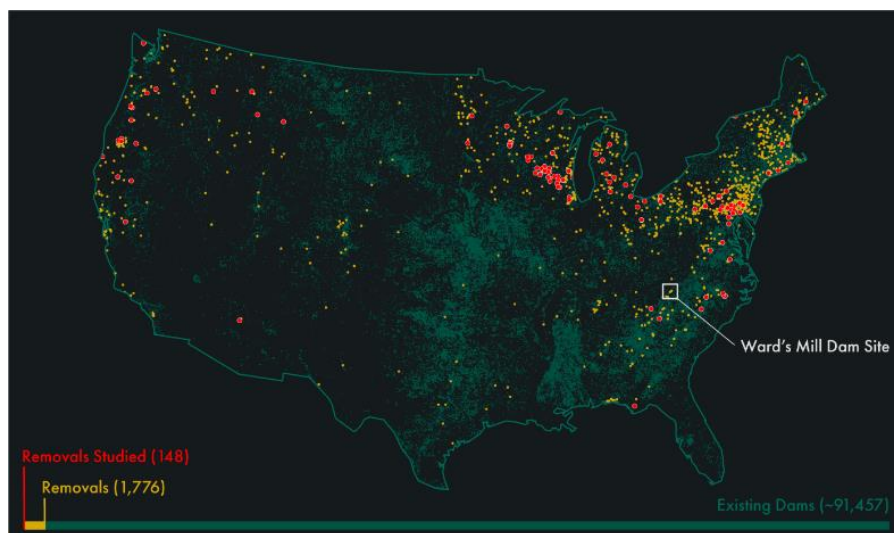 Ward's Mill Dam Site
Removals Studied (148)
Removals (1,776)
Existing Dams (~91,457)